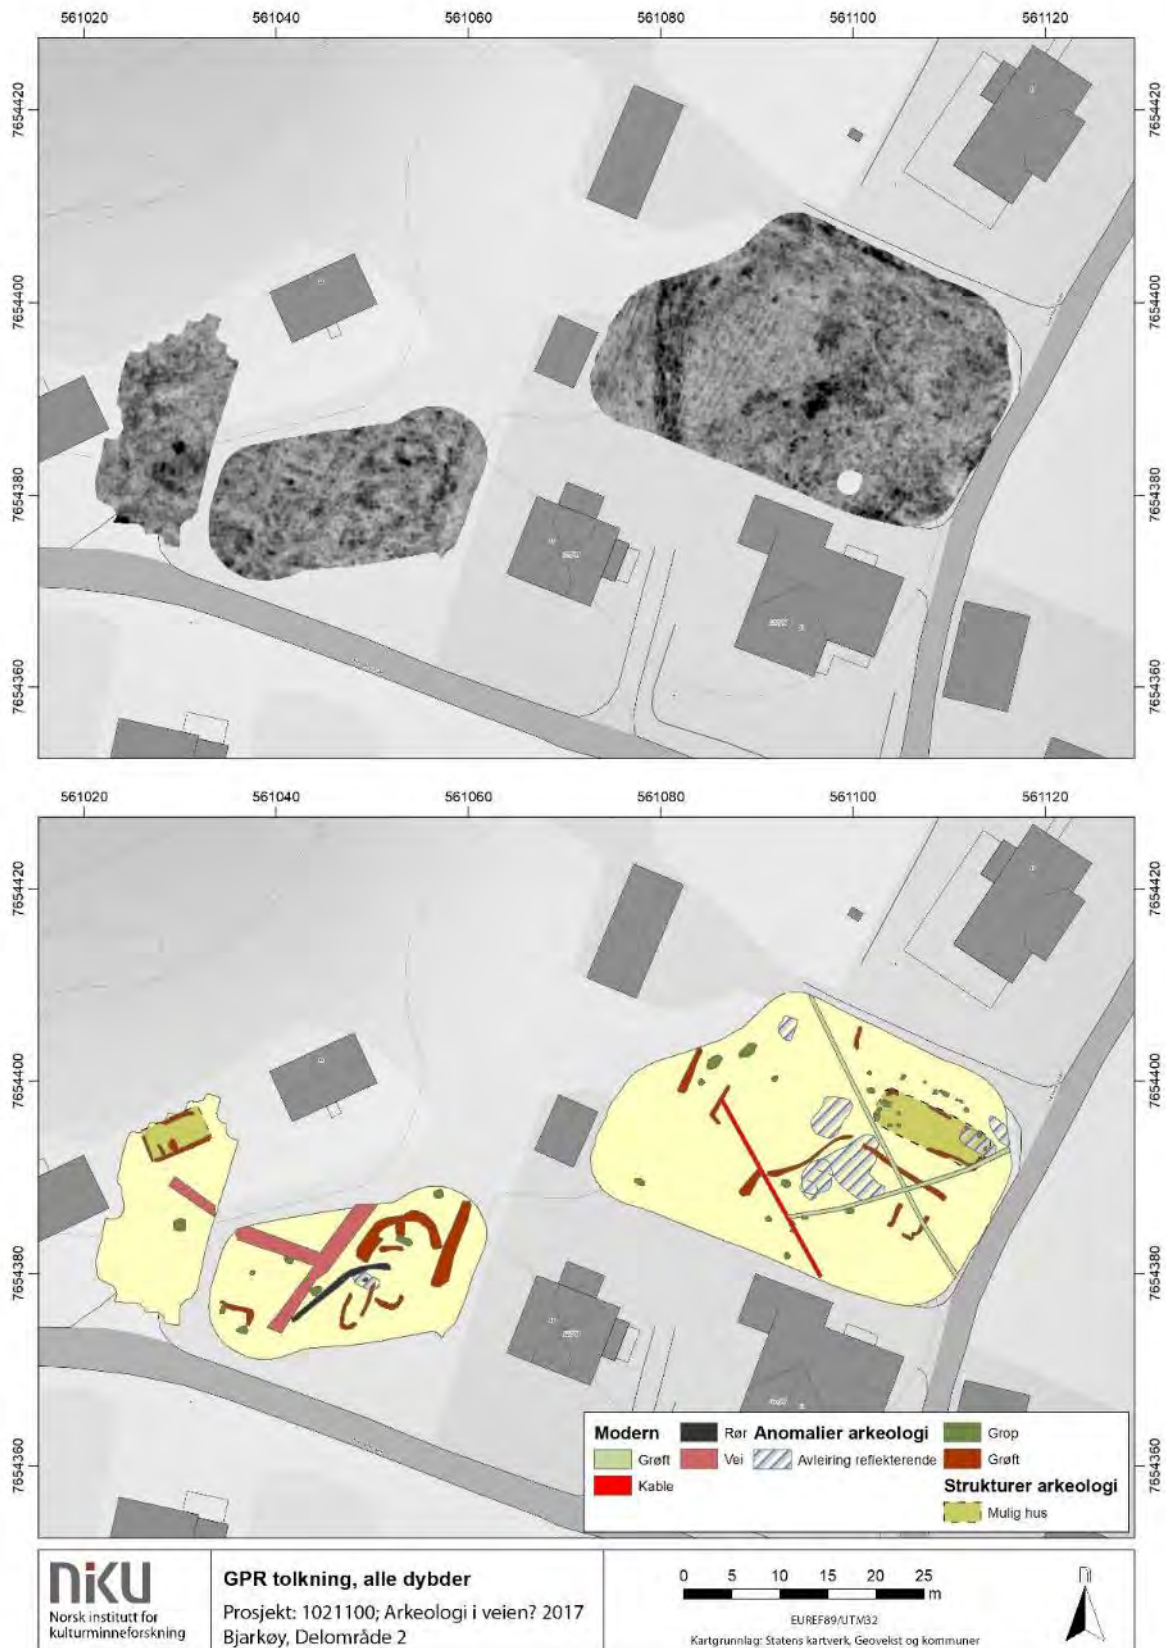 561020 561040 561060 561080 561100 561120
7654420 7654420
7654400 7654400
7654380 7654380
7654360 7654360
561020 561040 561060 561080 561100 561120
7654420 7654420
7654400 7654400
7654380 7654380
7654360 7654360
Modern
Grøft
Kable
Rør
Vei
Anomalier arkeologi
Avleiring reflekterende
Grop
Grøft
Strukturer arkeologi
Mulig hus
niku
Norsk institutt for
kulturminneforskning
GPR tolkning, alle dybder
Prosjekt: 1021100; Arkeologi i veien? 2017
Bjarkøy, Delområde 2
0 5 10 15 20 25
m
EUREF89/UTM32
Kartgrunnlag: Statens kartverk, Geovekst og kommuner
N